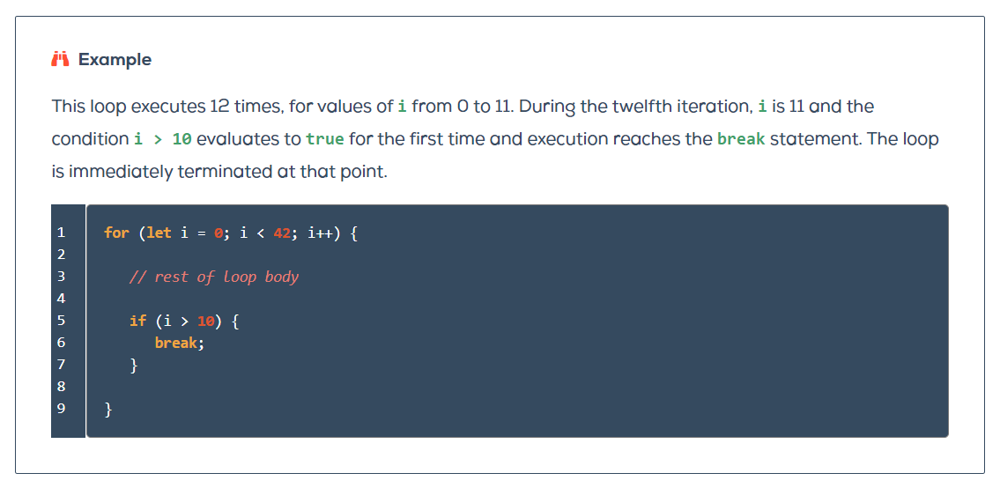 Example
This loop executes 12 times, for values of i from 0 to 11. During the twelfth iteration, i is 11 and the
condition i > 10 evaluates to true for the first time and execution reaches the break statement. The loop
is immediately terminated at that point.
1 for (let i = 0; i < 42; i++) {
2
3 // rest of loop body
4
5 if (i > 10) {
6 break;
7 }
8
9 }